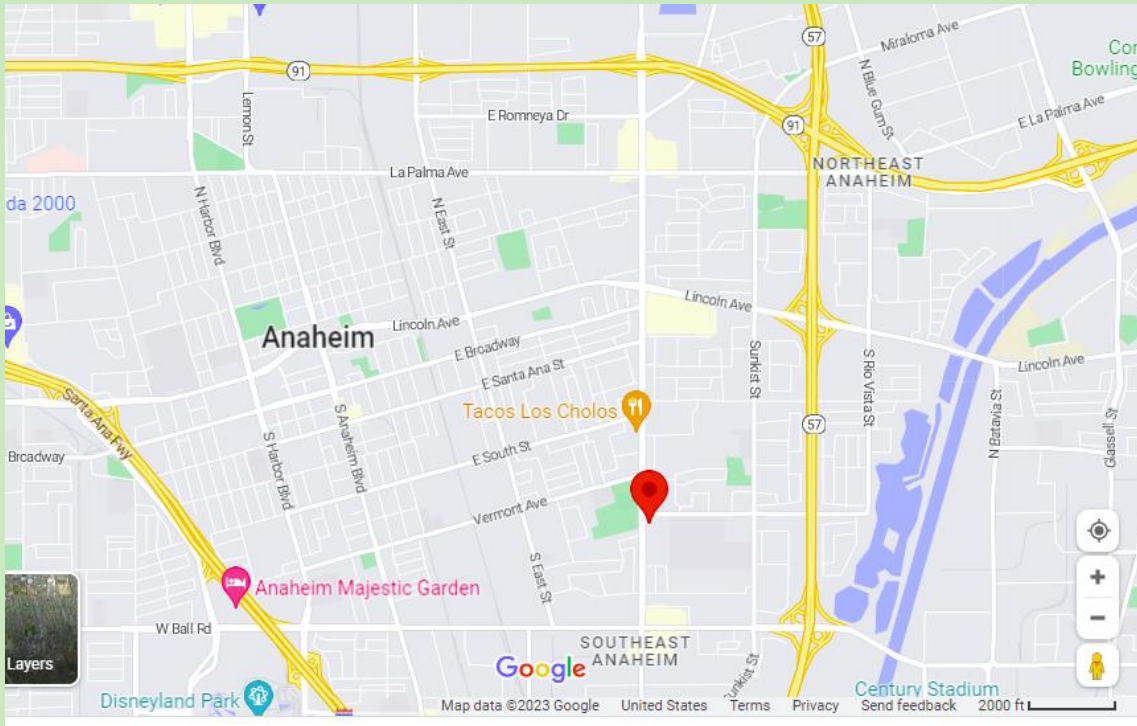 57
Miraloma Ave
Cor
Bowling
91
Lemon St
N Blue Gum St
E La Palma Ave
E Romneya Dr
91
NORTHEAST
ANAHEIM
La Palma Ave
da 2000
N Harbor Blvd
N East St
Lincoln Ave
Lincoln Ave
Anaheim
E Broadway
Sunkist St
S Rio Vista St
Lincoln Ave
E Santa Ana St
N Batavia St
Glassell St
Santa Ana Fwy
S Anaheim Blvd
Tacos Los Cholos
57
S Harbor Blvd
Broadway
E South St
Vermont Ave
S East St
Anaheim Majestic Garden
W Ball Rd
SOUTHEAST
ANAHEIM
Layers
Google
unkist St
Disneyland Park
Century Stadium
Map data ©2023 Google United States Terms Privacy Send feedback 2000 ft